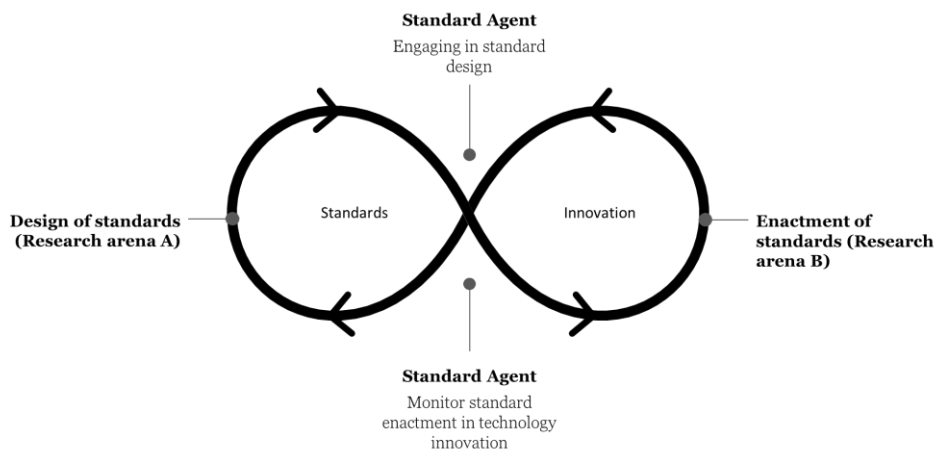 Standard Agent
Engaging in standard
design
Design of standards
(Research arena A)
Standards
Innovation
Enactment of
standards (Research
arena B)
Standard Agent
Monitor standard
enactment in technology
innovation